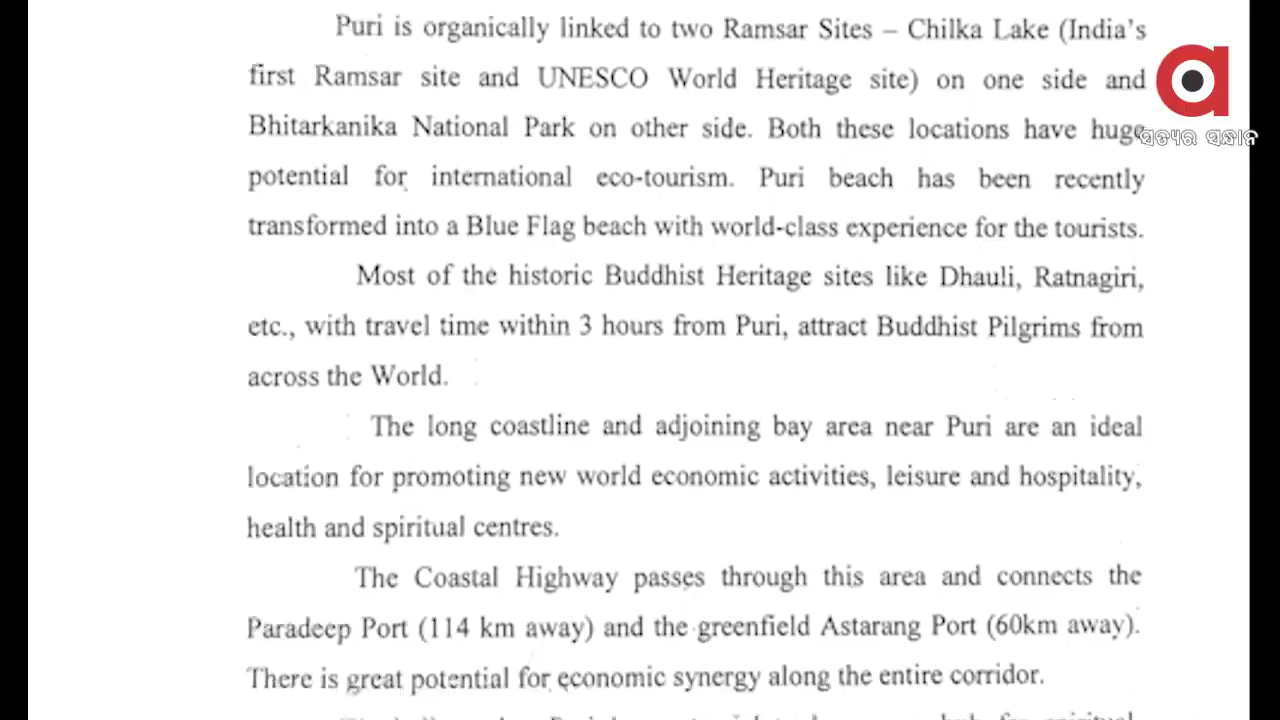 Puri is organically linked to two Ramsar Sites – Chilka Lake (India's
first Ramsar site and UNESCO World Heritage site) on one side and
Bhitarkanika National Park on other side. Both these locations have huge
potential for international eco-tourism. Puri beach has been recently
transformed into a Blue Flag beach with world-class experience for the tourists.
Most of the historic Buddhist Heritage sites like Dhauli, Ratnagiri,
etc., with travel time within 3 hours from Puri, attract Buddhist Pilgrims from
across the World.
The long coastline and adjoining bay area near Puri are an ideal
location for promoting new world economic activities, leisure and hospitality,
health and spiritual centres.
The Coastal Highway passes through this area and connects the
Paradeep Port (114 km away) and the greenfield Astarang Port (60km away).
There is great potential for economic synergy along the entire corridor.
a
ସତ୍ୟର ସନ୍ଧାନ